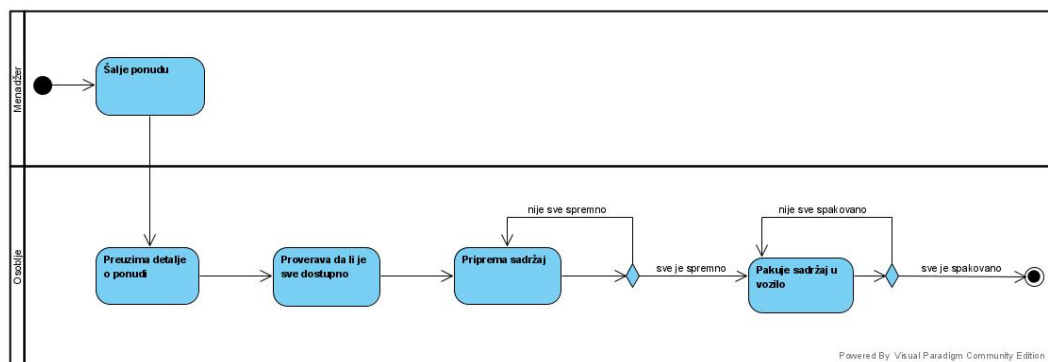 Menadžer
Šalje ponudu
Osoblje
nije sve spremno
nije sve spakovano
Preuzima detalje
o ponudi
Proverava da li je
sve dostupno
Priprema sadržaj
sve je spremno
Pakuje sadržaj u
vozilo
sve je spakovano
Powered By Visual Paradigm Community Edition